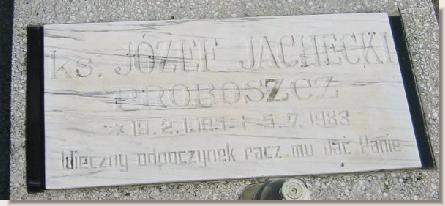 ks. JÓZEF JACHECKI
PROBOSZCZ
Wieczny odpoczynek racz mu dać Panie